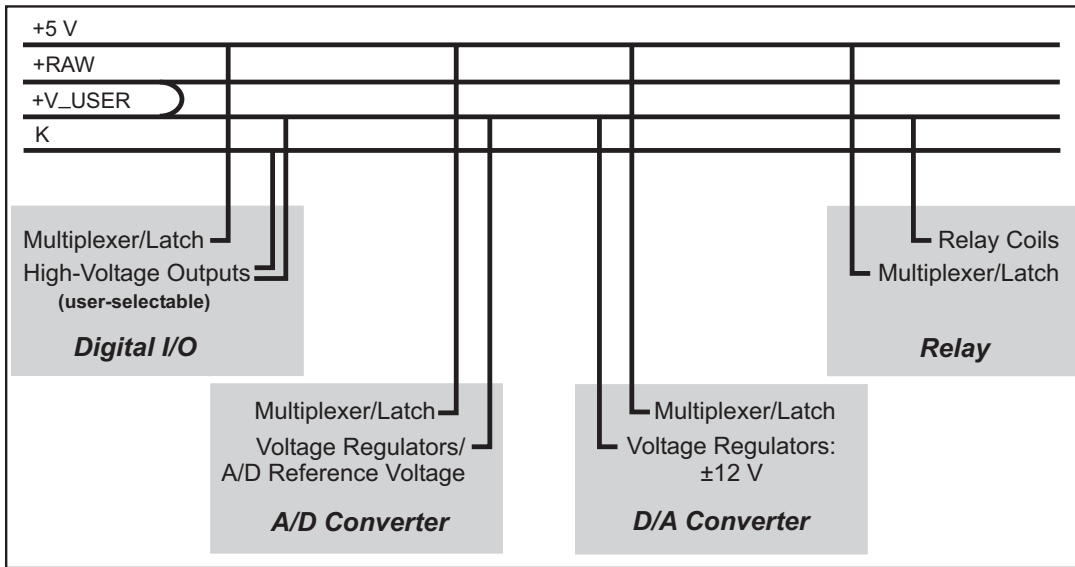 +5 V
+RAW
+V_USER
K
Multiplexer/Latch
High-Voltage Outputs
(user-selectable)
Digital I/O
Relay Coils
Multiplexer/Latch
Relay
Multiplexer/Latch
Voltage Regulators/
A/D Reference Voltage
A/D Converter
Multiplexer/Latch
Voltage Regulators:
±12 V
D/A Converter